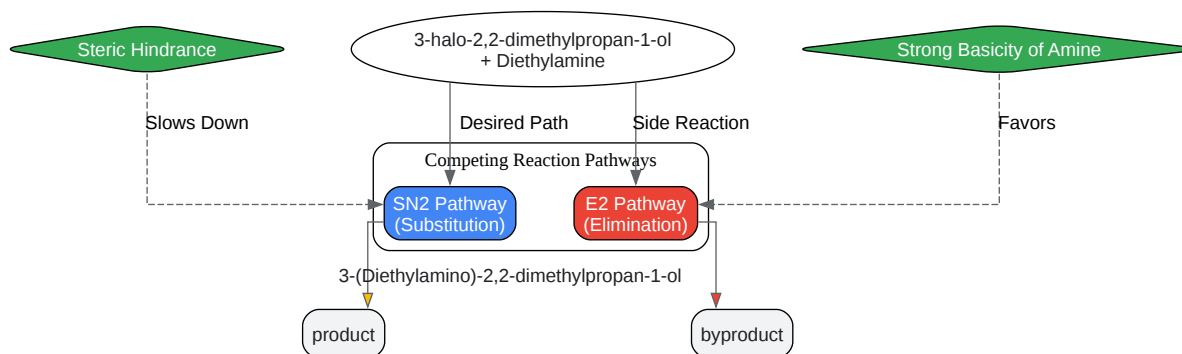 Steric Hindrance
3-halo-2,2-dimethylpropan-1-ol
+ Diethylamine
Strong Basicity of Amine
Slows Down
Desired Path
Side Reaction
Favors
Competing Reaction Pathways
SN2 Pathway
(Substitution)
E2 Pathway
(Elimination)
3-(Diethylamino)-2,2-dimethylpropan-1-ol
product
byproduct